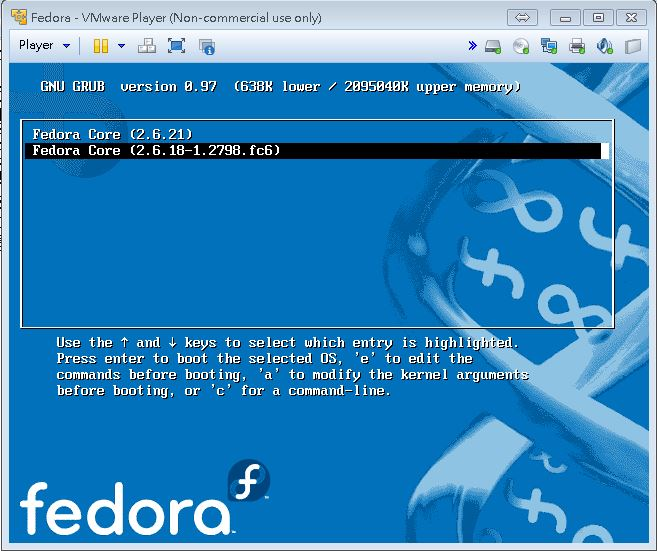 Fedora - VMware Player (Non-commercial use only)
Player
GNU GRUB version 0.97 (638K lower / 2095040K upper memory)
Fedora Core (2.6.21)
Fedora Core (2.6.18-1.2798.fc6)
Use the ↑ and ↓ keys to select which entry is highlighted.
Press enter to boot the selected OS, 'e' to edit the
commands before booting, 'a' to modify the kernel arguments
before booting, or 'c' for a command-line.
fedora